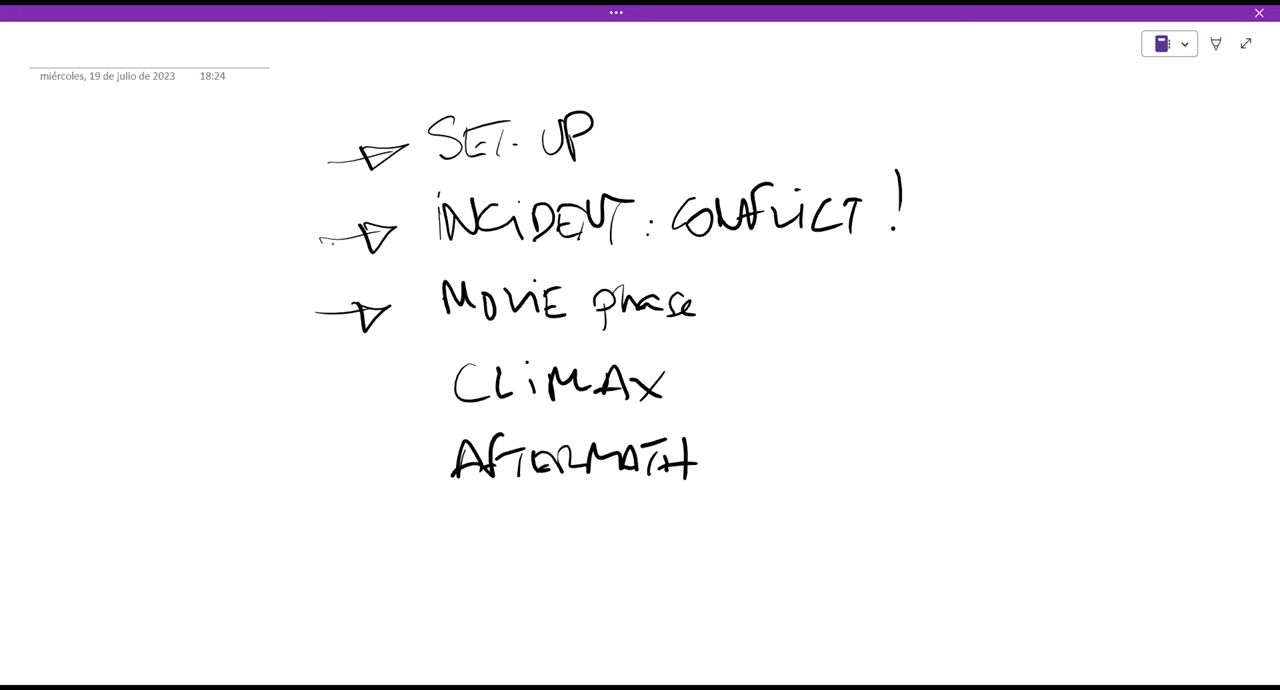 miércoles, 19 de julio de 2023 18:24
SET-UP
INCIDENT: CONFLICT!
MOVIE phase
CLIMAX
AFTERMATH